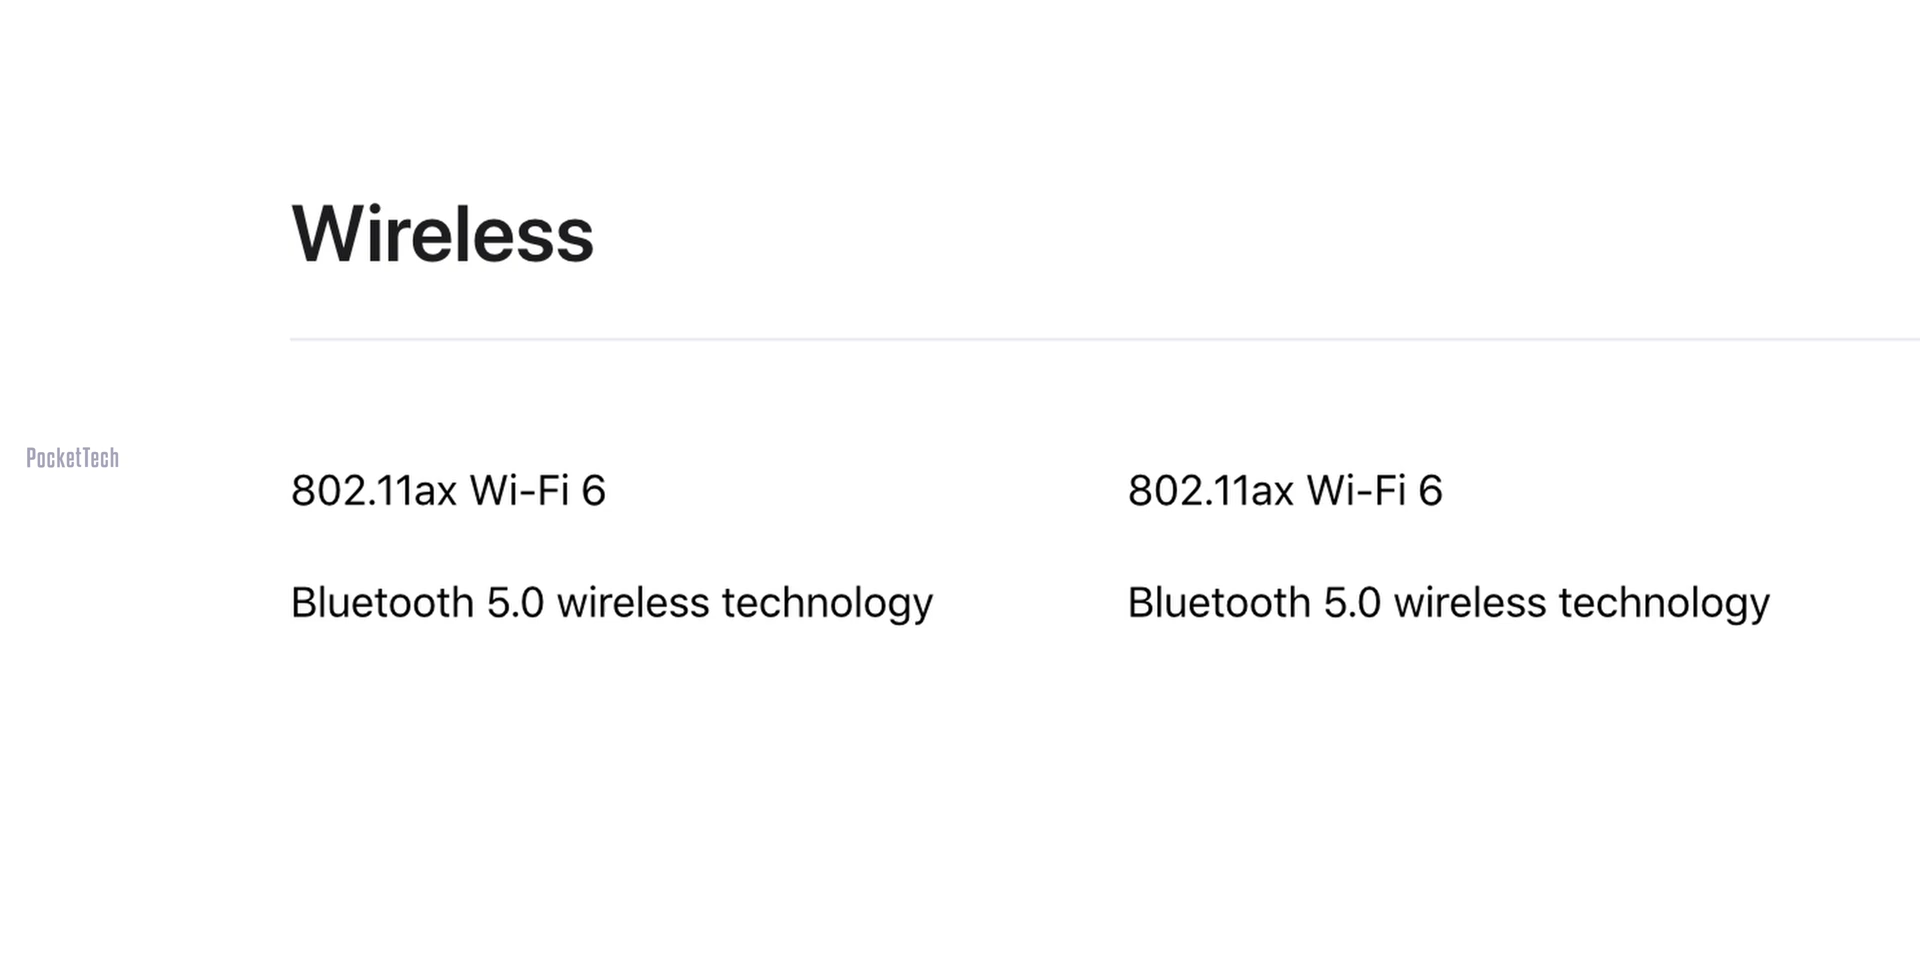 Wireless
PocketTech
802.11ax Wi-Fi 6
802.11ax Wi-Fi 6
Bluetooth 5.0 wireless technology
Bluetooth 5.0 wireless technology